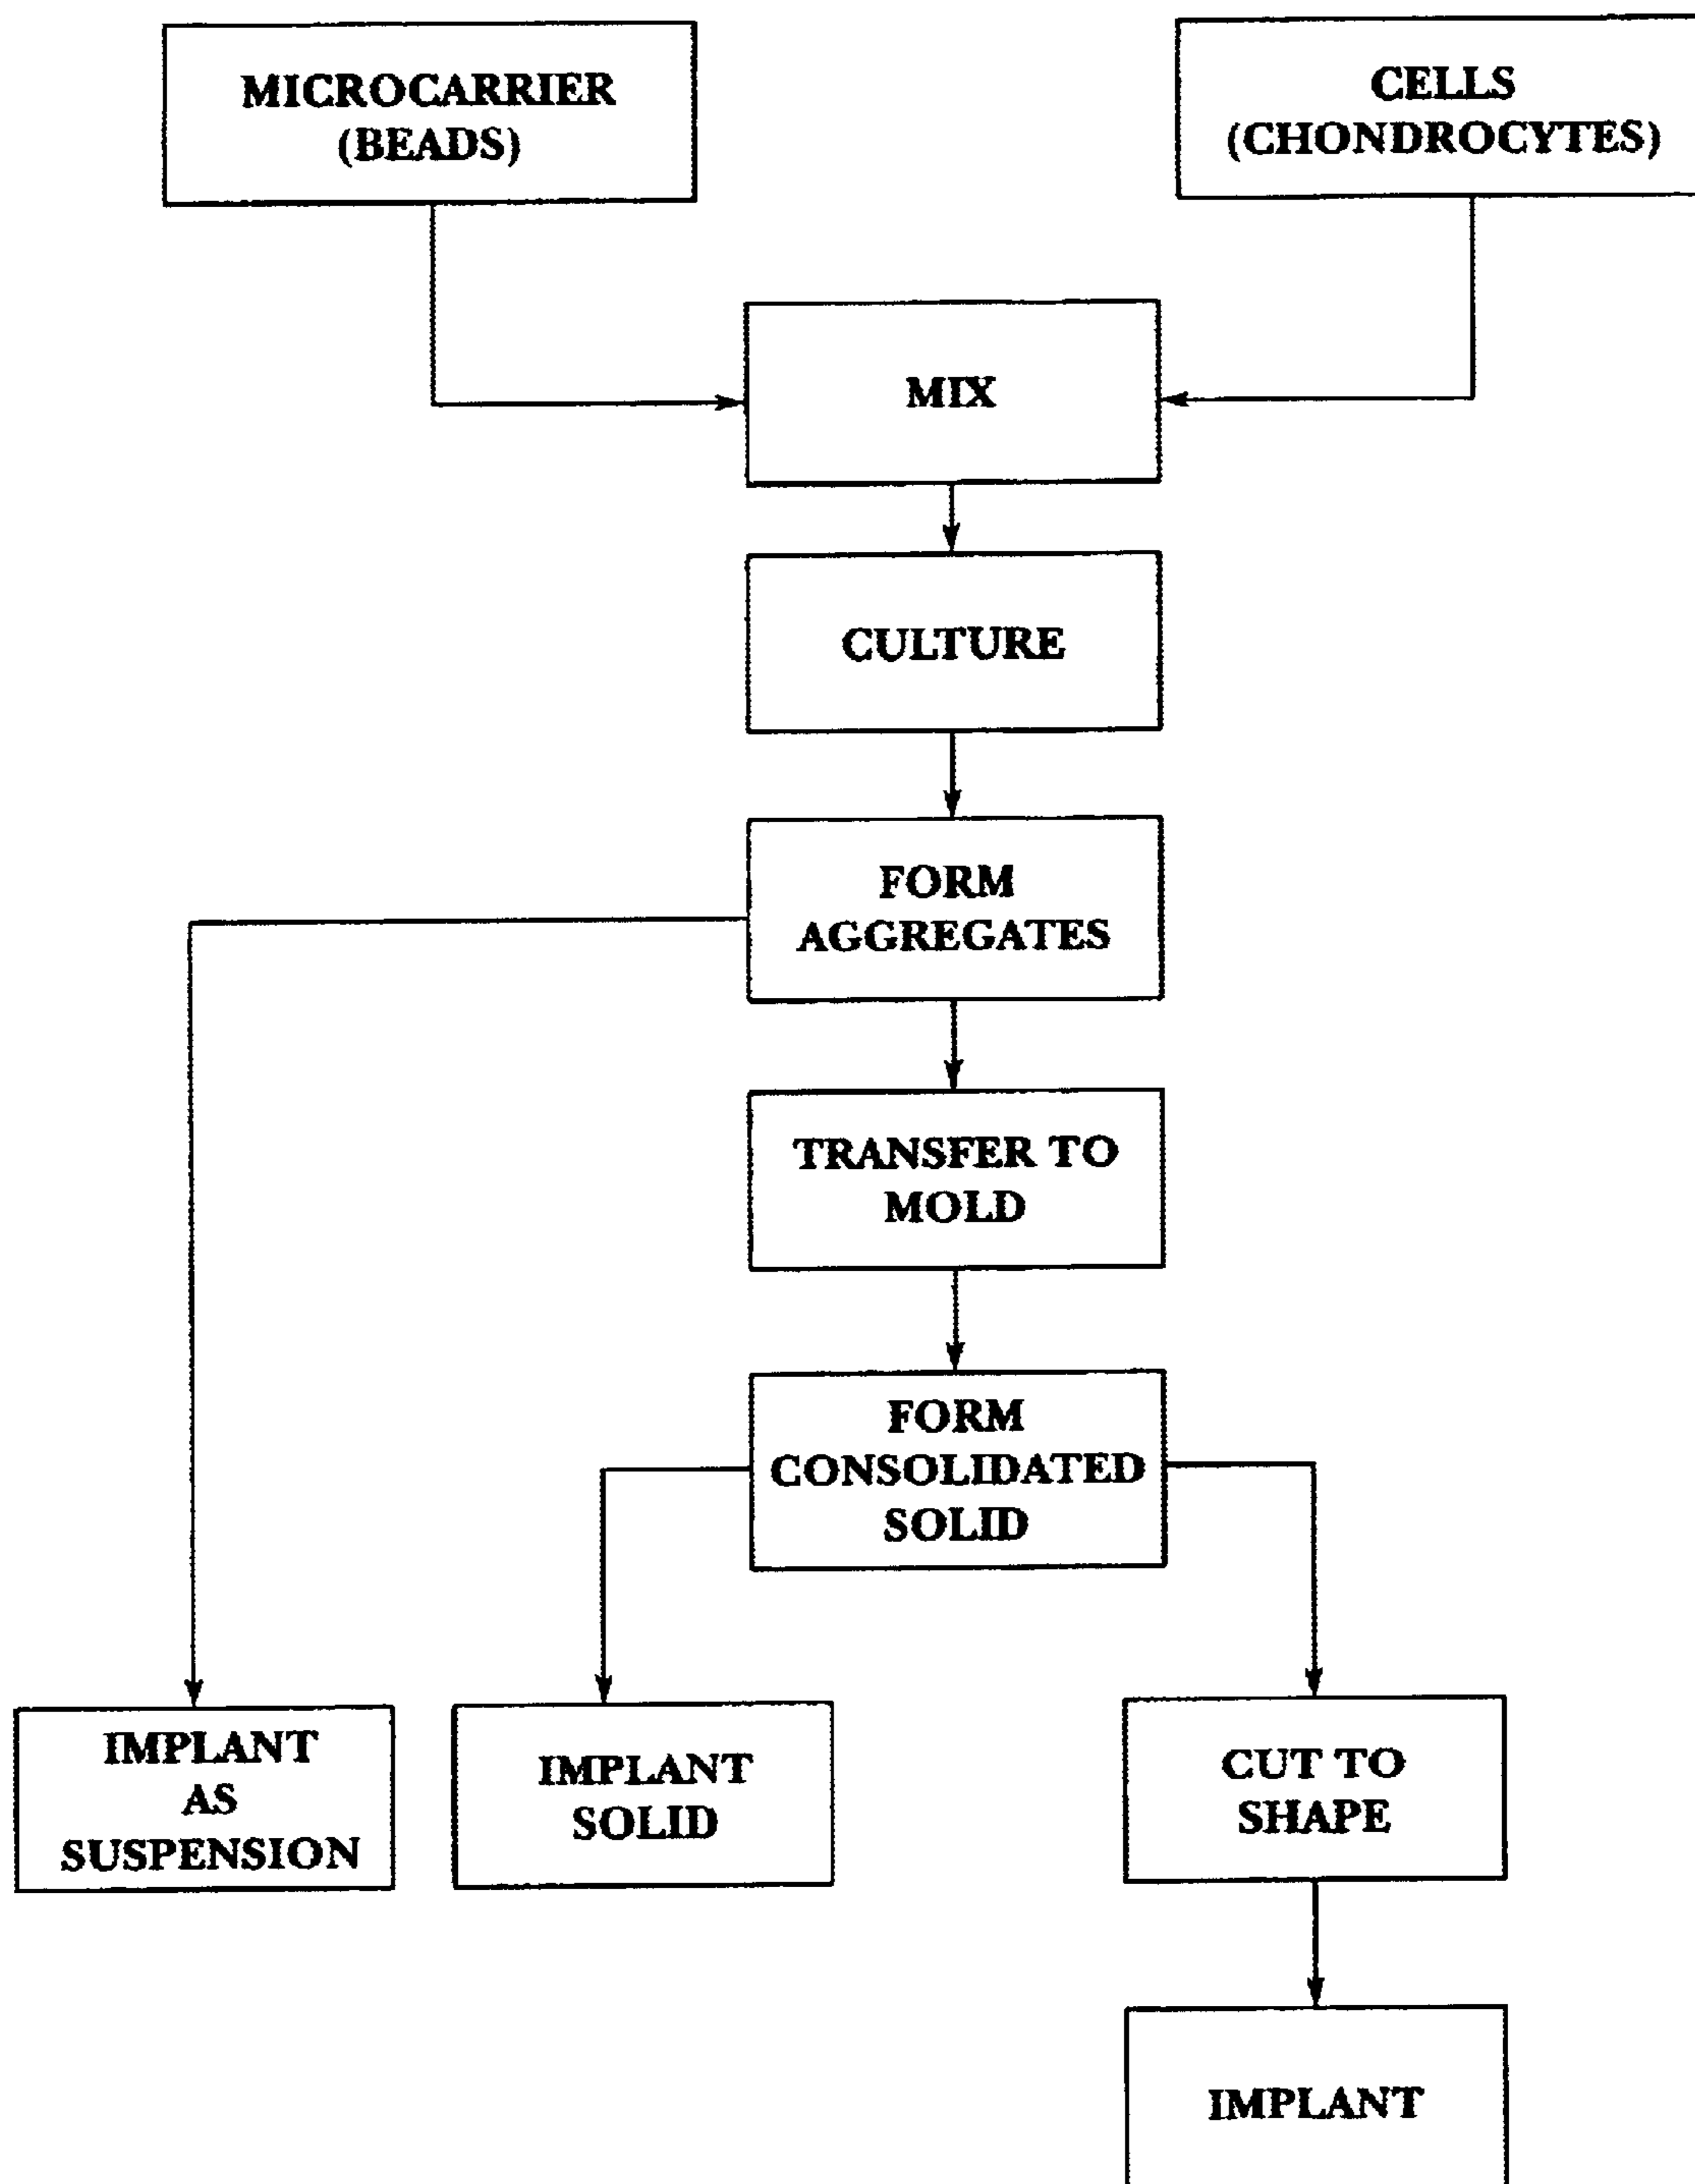 MICROCARRIER
(BEADS)
CELLS
(CHONDROCYTES)
MIX
CULTURE
FORM
AGGREGATES
TRANSFER TO
MOLD
FORM
CONSOLIDATED
SOLID
IMPLANT
AS
SUSPENSION
IMPLANT
SOLID
CUT TO
SHAPE
IMPLANT